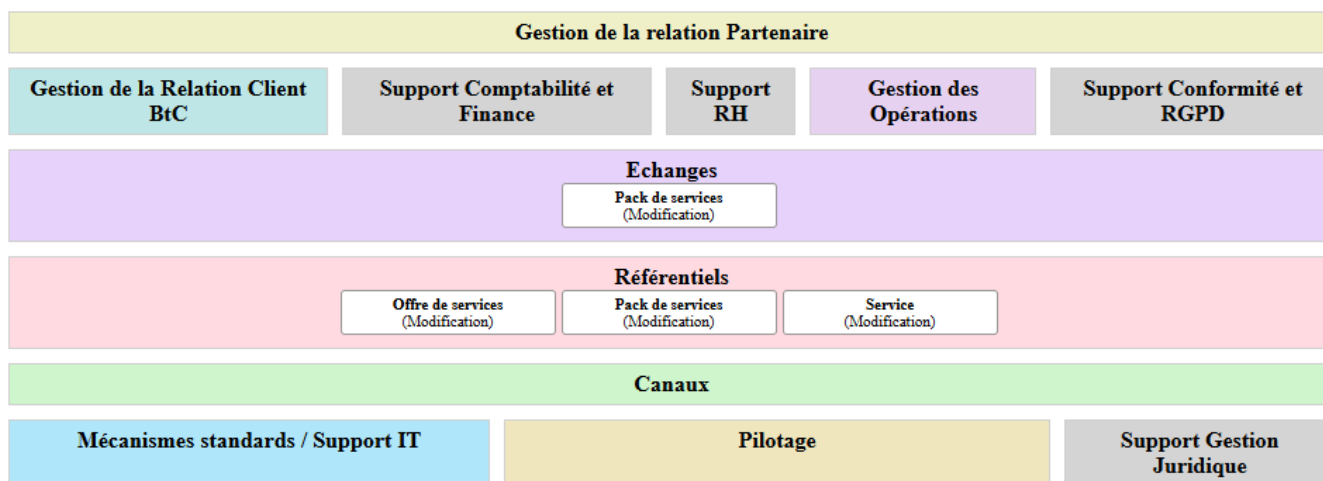 Gestion de la relation Partenaire
Gestion de la Relation Client
BtC
Support Comptabilité et
Finance
Support
RH
Gestion des
Opérations
Support Conformité et
RGPD
Echanges
Pack de services
(Modification)
Référentiels
Offre de services
(Modification)
Pack de services
(Modification)
Service
(Modification)
Canaux
Mécanismes standards / Support IT
Pilotage
Support Gestion
Juridique